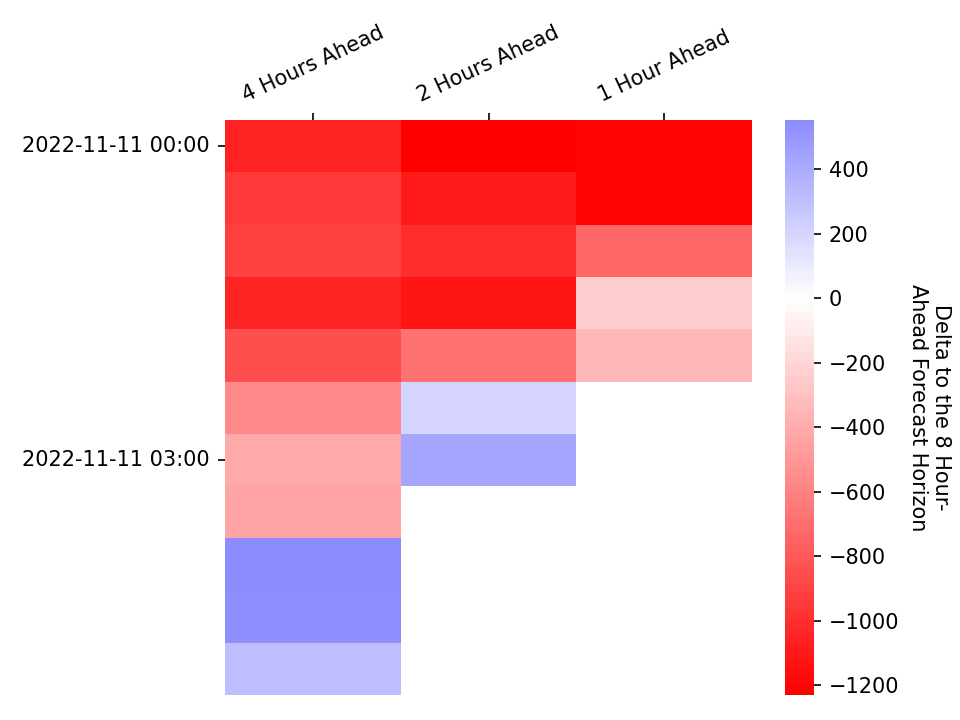 4 Hours Ahead
2 Hours Ahead
1 Hour Ahead
2022-11-11 00:00
2022-11-11 03:00
400
200
0
−200
−400
−600
−800
−1000
−1200
Delta to the 8 Hour-
Ahead Forecast Horizon